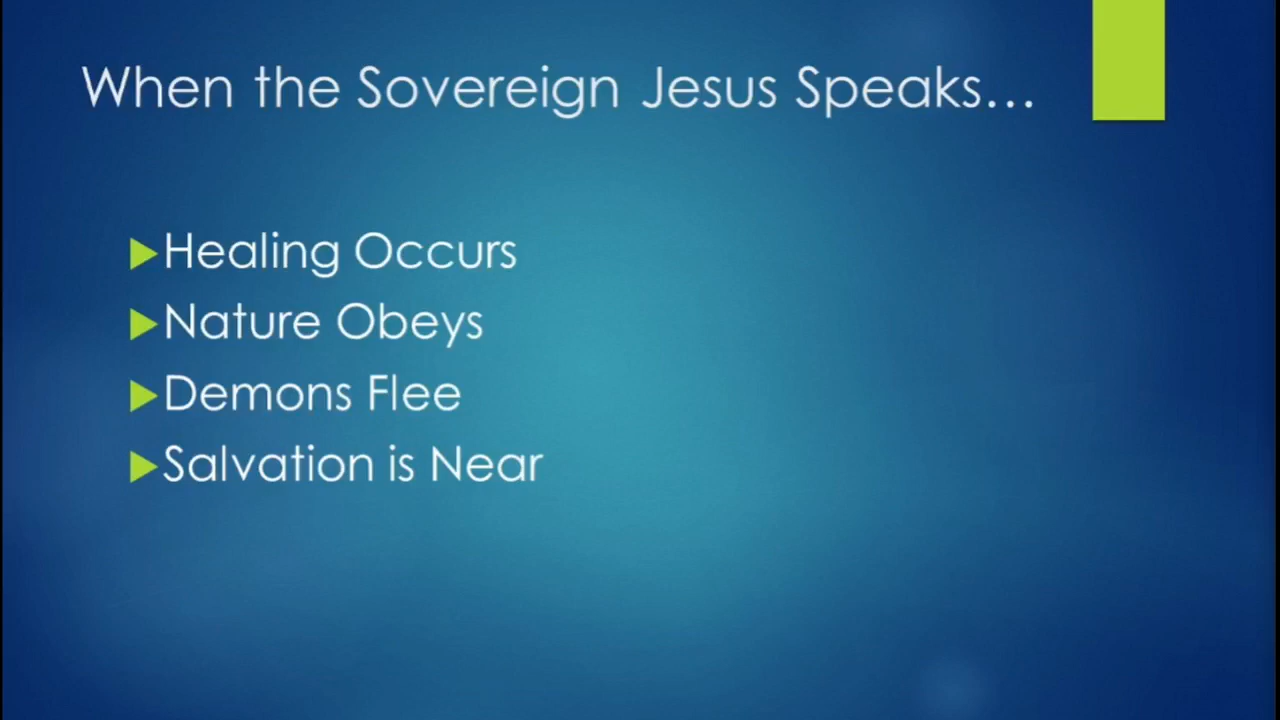 When the Sovereign Jesus Speaks…
Healing Occurs
Nature Obeys
Demons Flee
Salvation is Near